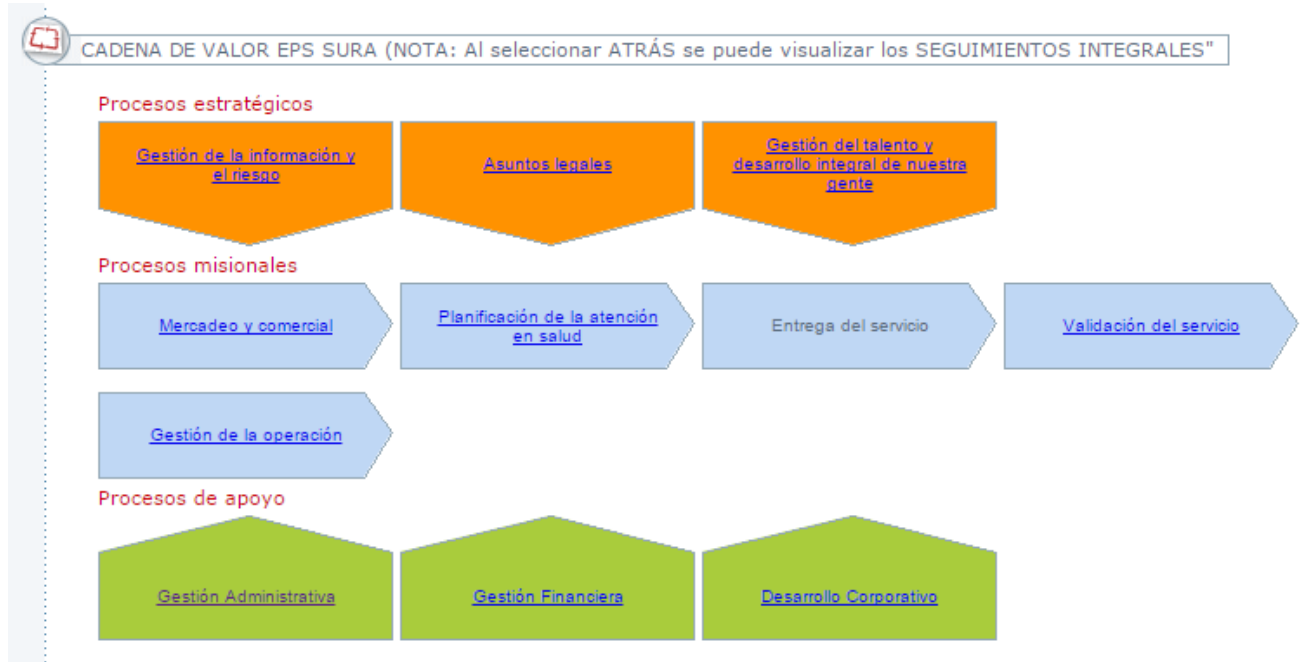 CADENA DE VALOR EPS SURA (NOTA: Al seleccionar ATRÁS se puede visualizar los SEGUIMIENTOS INTEGRALES"
Procesos estratégicos
Gestión de la información y
el riesgo
Asuntos legales
Gestión del talento y
desarrollo integral de nuestra
gente
Procesos misionales
Mercadeo y comercial
Planificación de la atención
en salud
Entrega del servicio
Validación del servicio
Gestión de la operación
Procesos de apoyo
Gestión Administrativa
Gestión Financiera
Desarrollo Corporativo